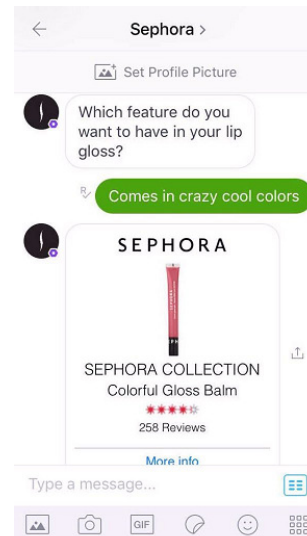 Sephora >
Set Profile Picture
Which feature do you
want to have in your lip
gloss?
Comes in crazy cool colors
SEPHORA
SEPHORA COLLECTION
Colorful Gloss Balm
258 Reviews
More info
Type a message...
GIF